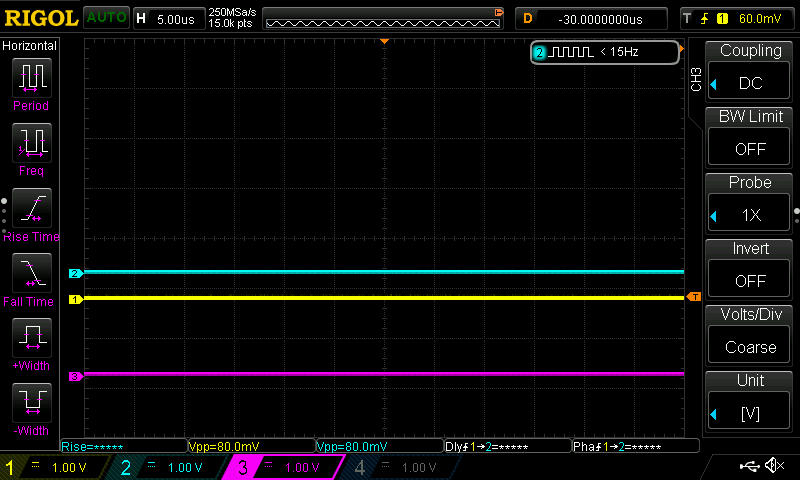 RIGOL AUTO H 5.00us 250MSa/s 15.0k pts D -30.0000000us T 1 60.0mV
Horizontal
2 < 15Hz
CH3
Coupling
DC
Period
BW Limit
OFF
Freq
Probe
1X
Rise Time
Invert
OFF
Fall Time
2
1
T
Volts/Div
Coarse
+Width
3
Unit
[V]
-Width
Rise=***** Vpp=80.0mV Vpp=80.0mV Dly1→2=***** Pha1→2=*****
1 = 1.00 V 2 = 1.00 V 3 = 1.00 V 4 = 1.00 V